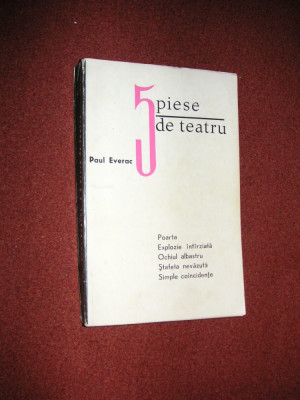 5 piese
de teatru
Paul Everac
Poarta
Explozie întîrziată
Ochiul albastru
Ștafeta nevăzută
Simple coincidențe